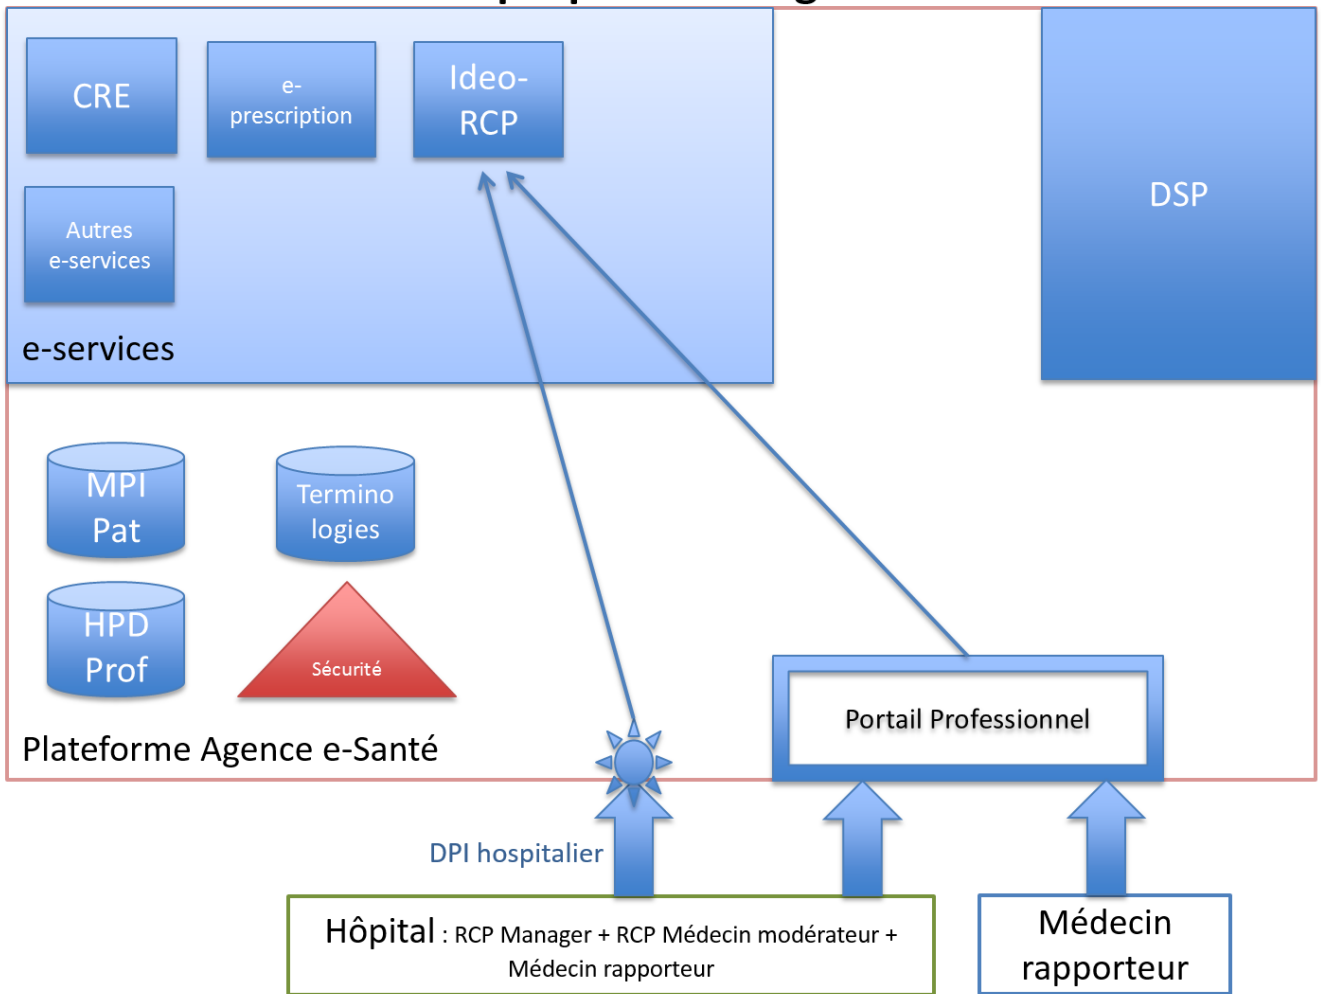 CRE
e-
prescription
Ideo-
RCP
DSP
Autres
e-services
e-services
MPI
Pat
Termino
logies
HPD
Prof
Sécurité
Portail Professionnel
Plateforme Agence e-Santé
DPI hospitalier
Hôpital : RCP Manager + RCP Médecin modérateur +
Médecin rapporteur
Médecin
rapporteur